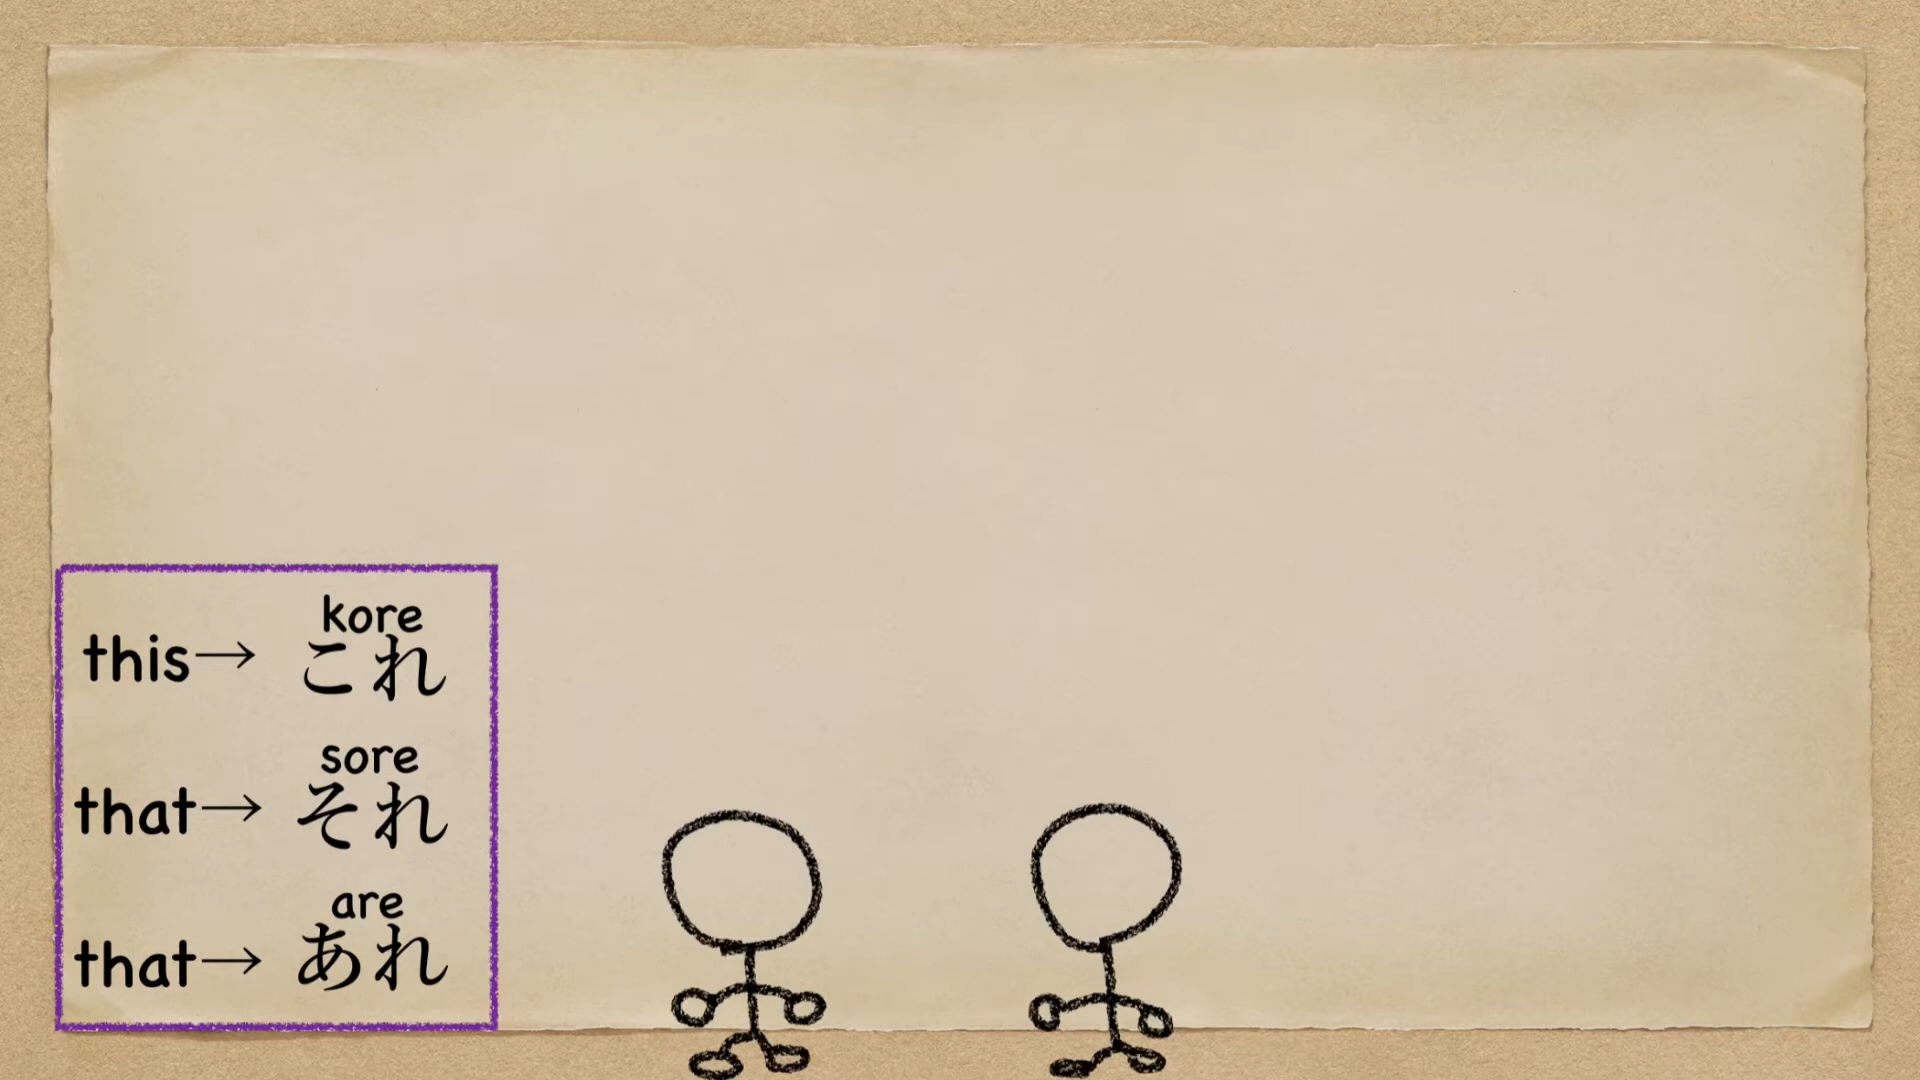 kore
this→ これ
sore
that→ それ
are
that→ あれ